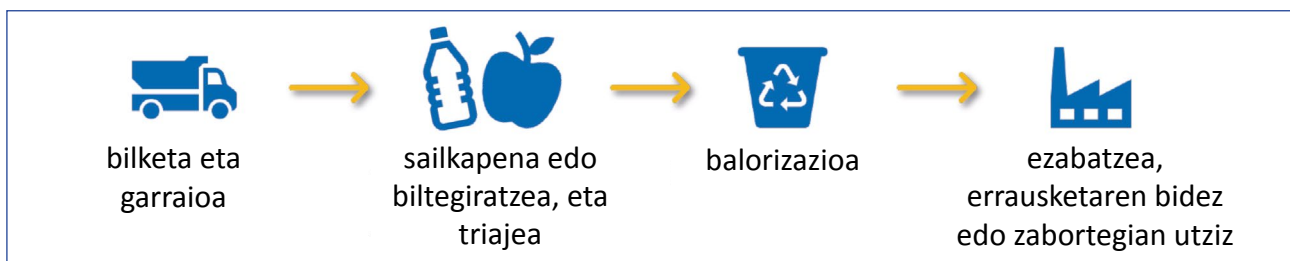 bilketa eta
garraioa
sailkapena edo
biltegiratzea, eta
triajea
balorizazioa
ezabatzea,
errausketaren bidez
edo zabortegian utziz